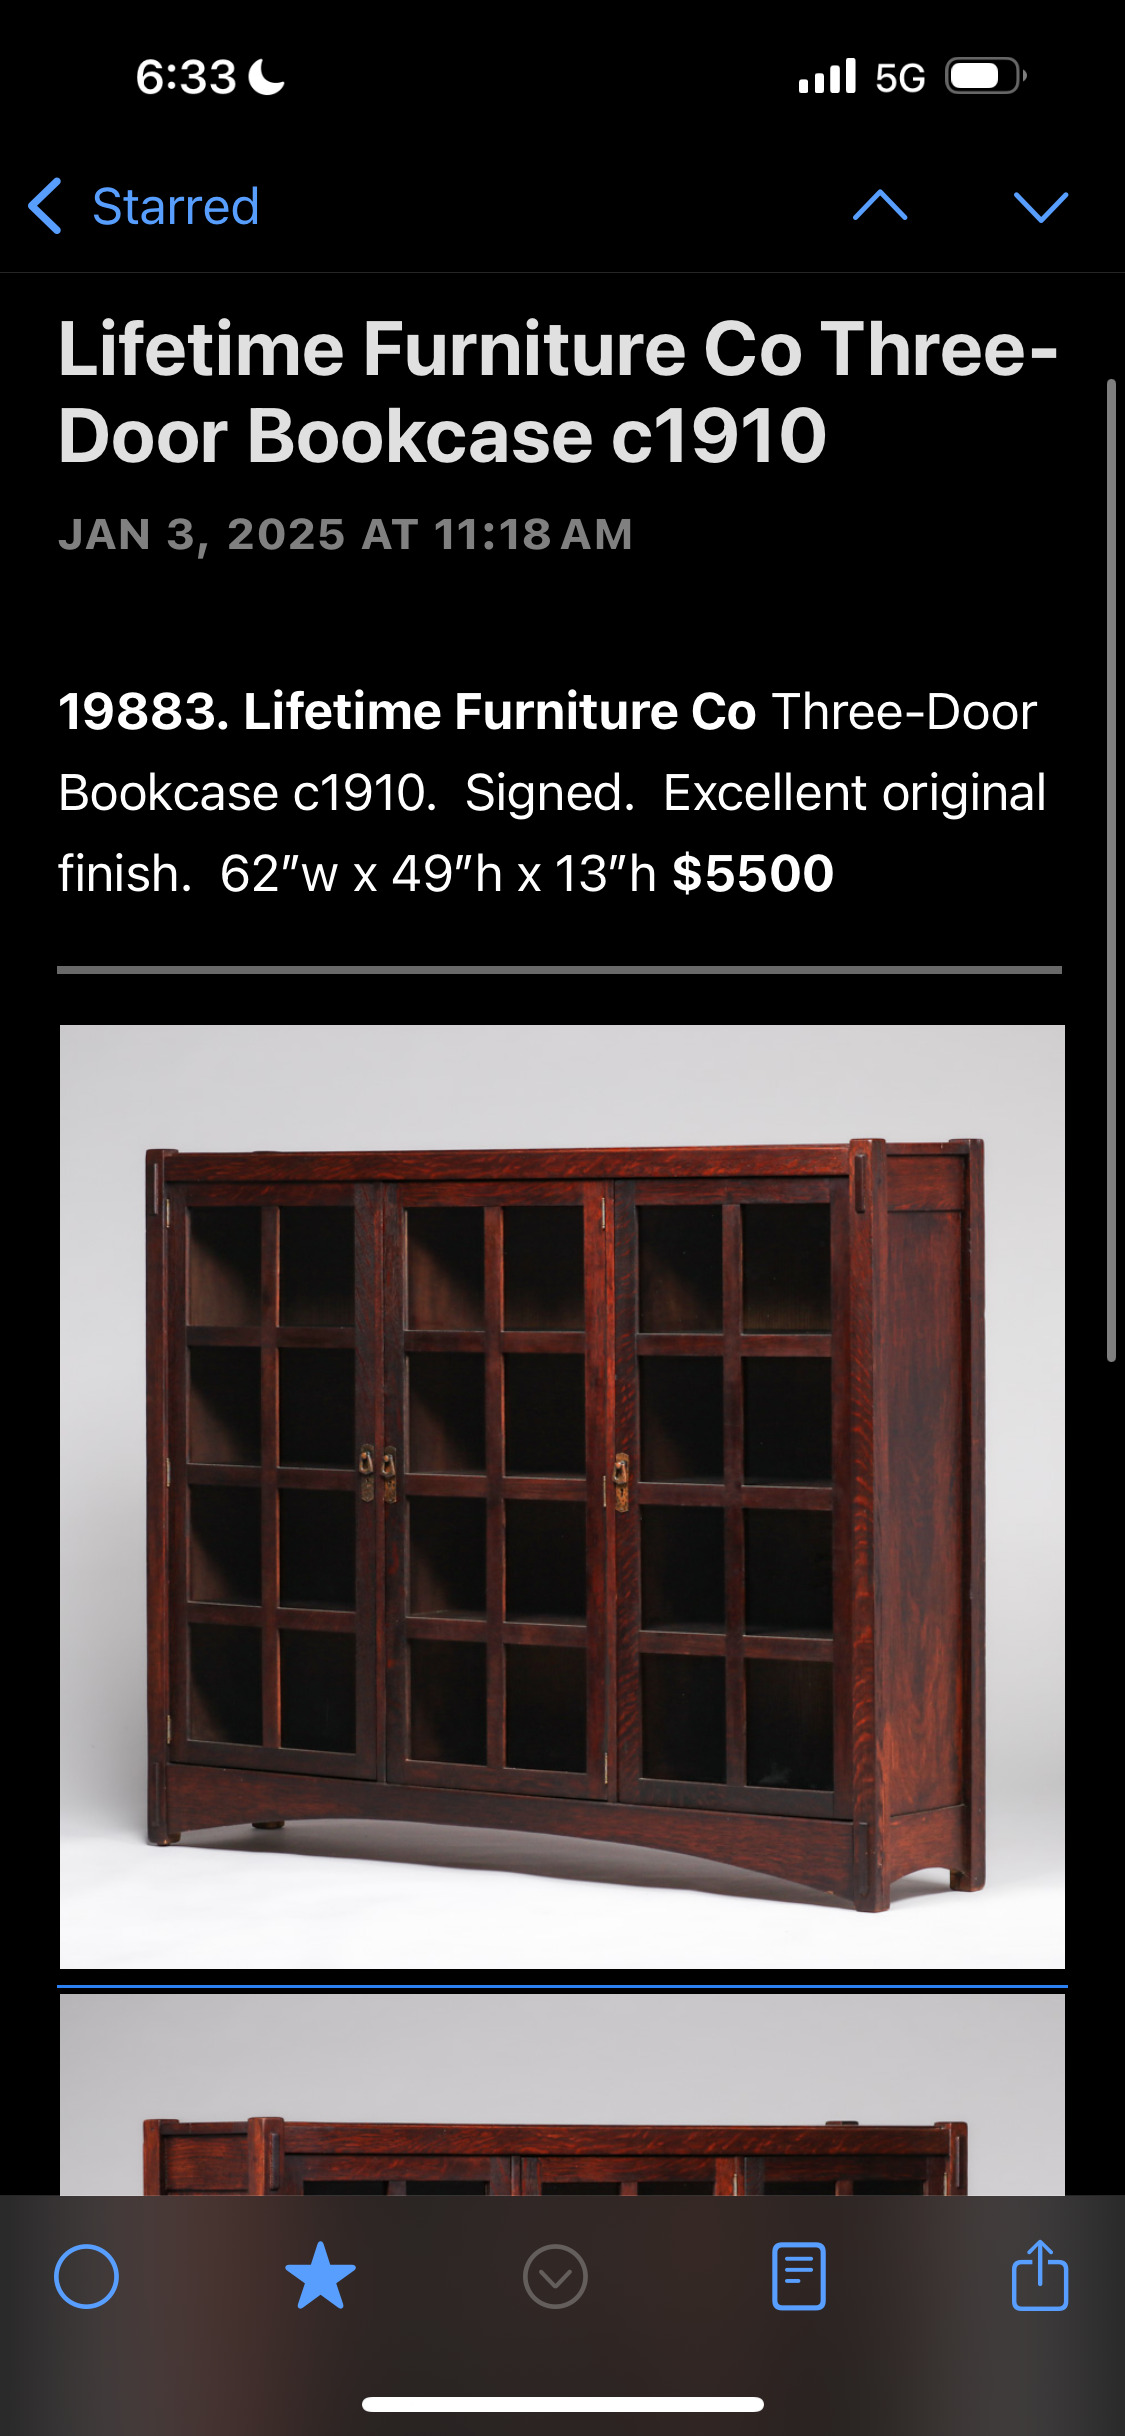 6:33
5G
Starred
Lifetime Furniture Co Three-
Door Bookcase c1910
JAN 3, 2025 AT 11:18 AM
19883. Lifetime Furniture Co Three-Door
Bookcase c1910.  Signed.  Excellent original
finish.  62”w x 49”h x 13”h $5500